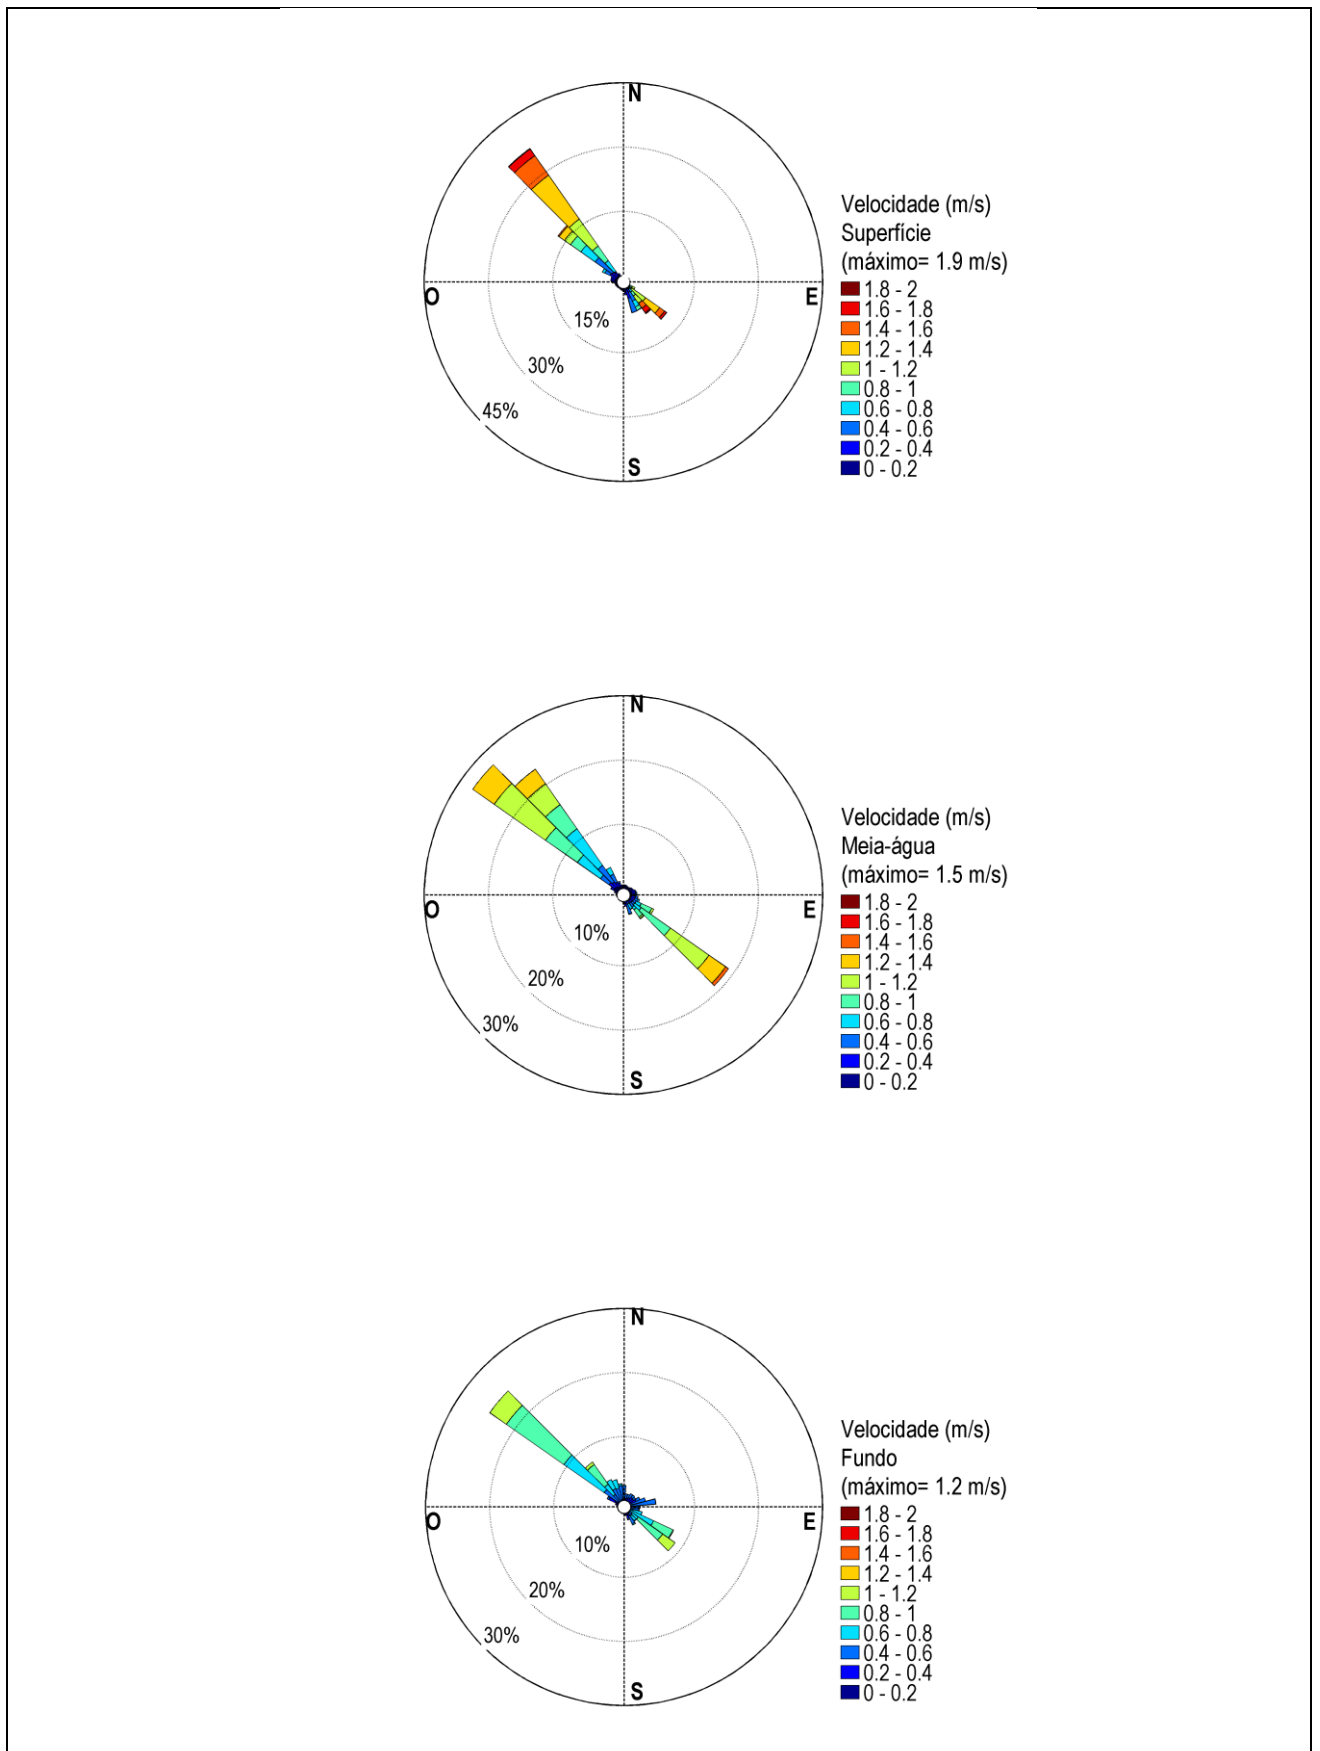 N
O
E
S
15%
30%
45%
Velocidade (m/s)
Superfície
(máximo= 1.9 m/s)
1.8 - 2
1.6 - 1.8
1.4 - 1.6
1.2 - 1.4
1 - 1.2
0.8 - 1
0.6 - 0.8
0.4 - 0.6
0.2 - 0.4
0 - 0.2
N
O
E
S
10%
20%
30%
Velocidade (m/s)
Meia-água
(máximo= 1.5 m/s)
1.8 - 2
1.6 - 1.8
1.4 - 1.6
1.2 - 1.4
1 - 1.2
0.8 - 1
0.6 - 0.8
0.4 - 0.6
0.2 - 0.4
0 - 0.2
N
O
E
S
10%
20%
30%
Velocidade (m/s)
Fundo
(máximo= 1.2 m/s)
1.8 - 2
1.6 - 1.8
1.4 - 1.6
1.2 - 1.4
1 - 1.2
0.8 - 1
0.6 - 0.8
0.4 - 0.6
0.2 - 0.4
0 - 0.2